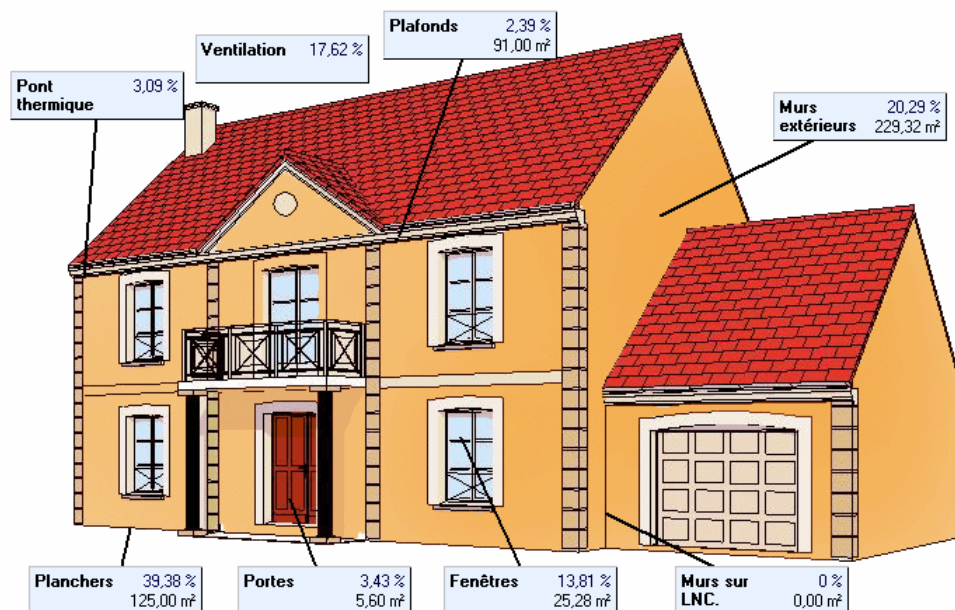 Plafonds 2,39 %
91,00 m²
Ventilation 17,62 %
Pont 3,09 %
thermique
Murs 20,29 %
extérieurs 229,32 m²
Planchers 39,38 %
125,00 m²
Portes 3,43 %
5,60 m²
Fenêtres 13,81 %
25,28 m²
Murs sur 0 %
LNC. 0,00 m²